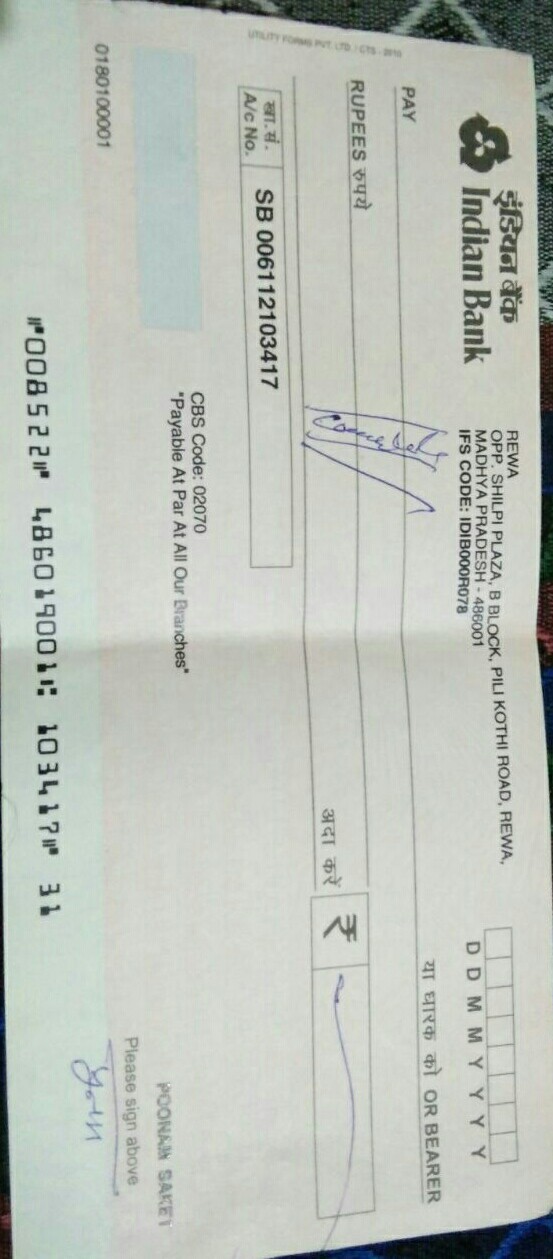 UTILITY FORMS PVT. LTD. / CTS - 2010
इंडियन बैंक
Indian Bank
REWA
OPP. SHILPI PLAZA, B BLOCK, PILI KOTHI ROAD, REWA,
MADHYA PRADESH - 486001
IFS CODE: IDIB000R078
D D M M Y Y Y Y
PAY
या धारक को OR BEARER
RUPEES रुपये
अदा करें ₹
खा.सं.
A/c No.
SB 006112103417
CBS Code: 02070
"Payable At Par At All Our Branches"
POONAM SAKET
Please sign above
0180100001
⑈008522⑈ 486019001⑆ 103417⑈ 31